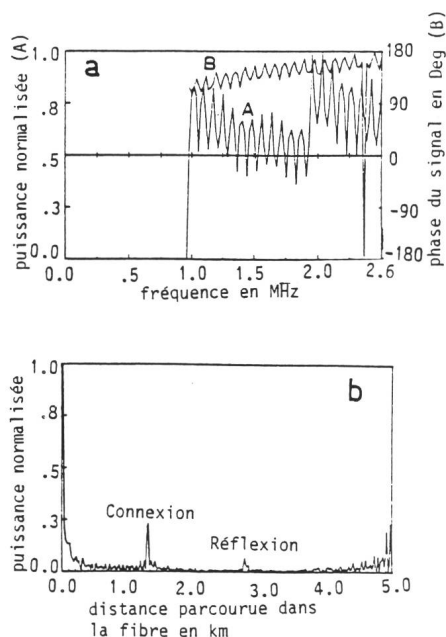 puissance normalisée (A)
1.0
.8
.5
.3
0.0
a
B
A
180
90
0
-90
-180
phase du signal en Deg (B)
0.0
1.0
2.0
2.6
fréquence en MHz
puissance normalisée
1.0
.8
.5
0.3
0.0
b
Connexion
Réflexion
0.0
1.0
2.0
3.0
4.0
5.0
distance parcourue dans
la fibre en km